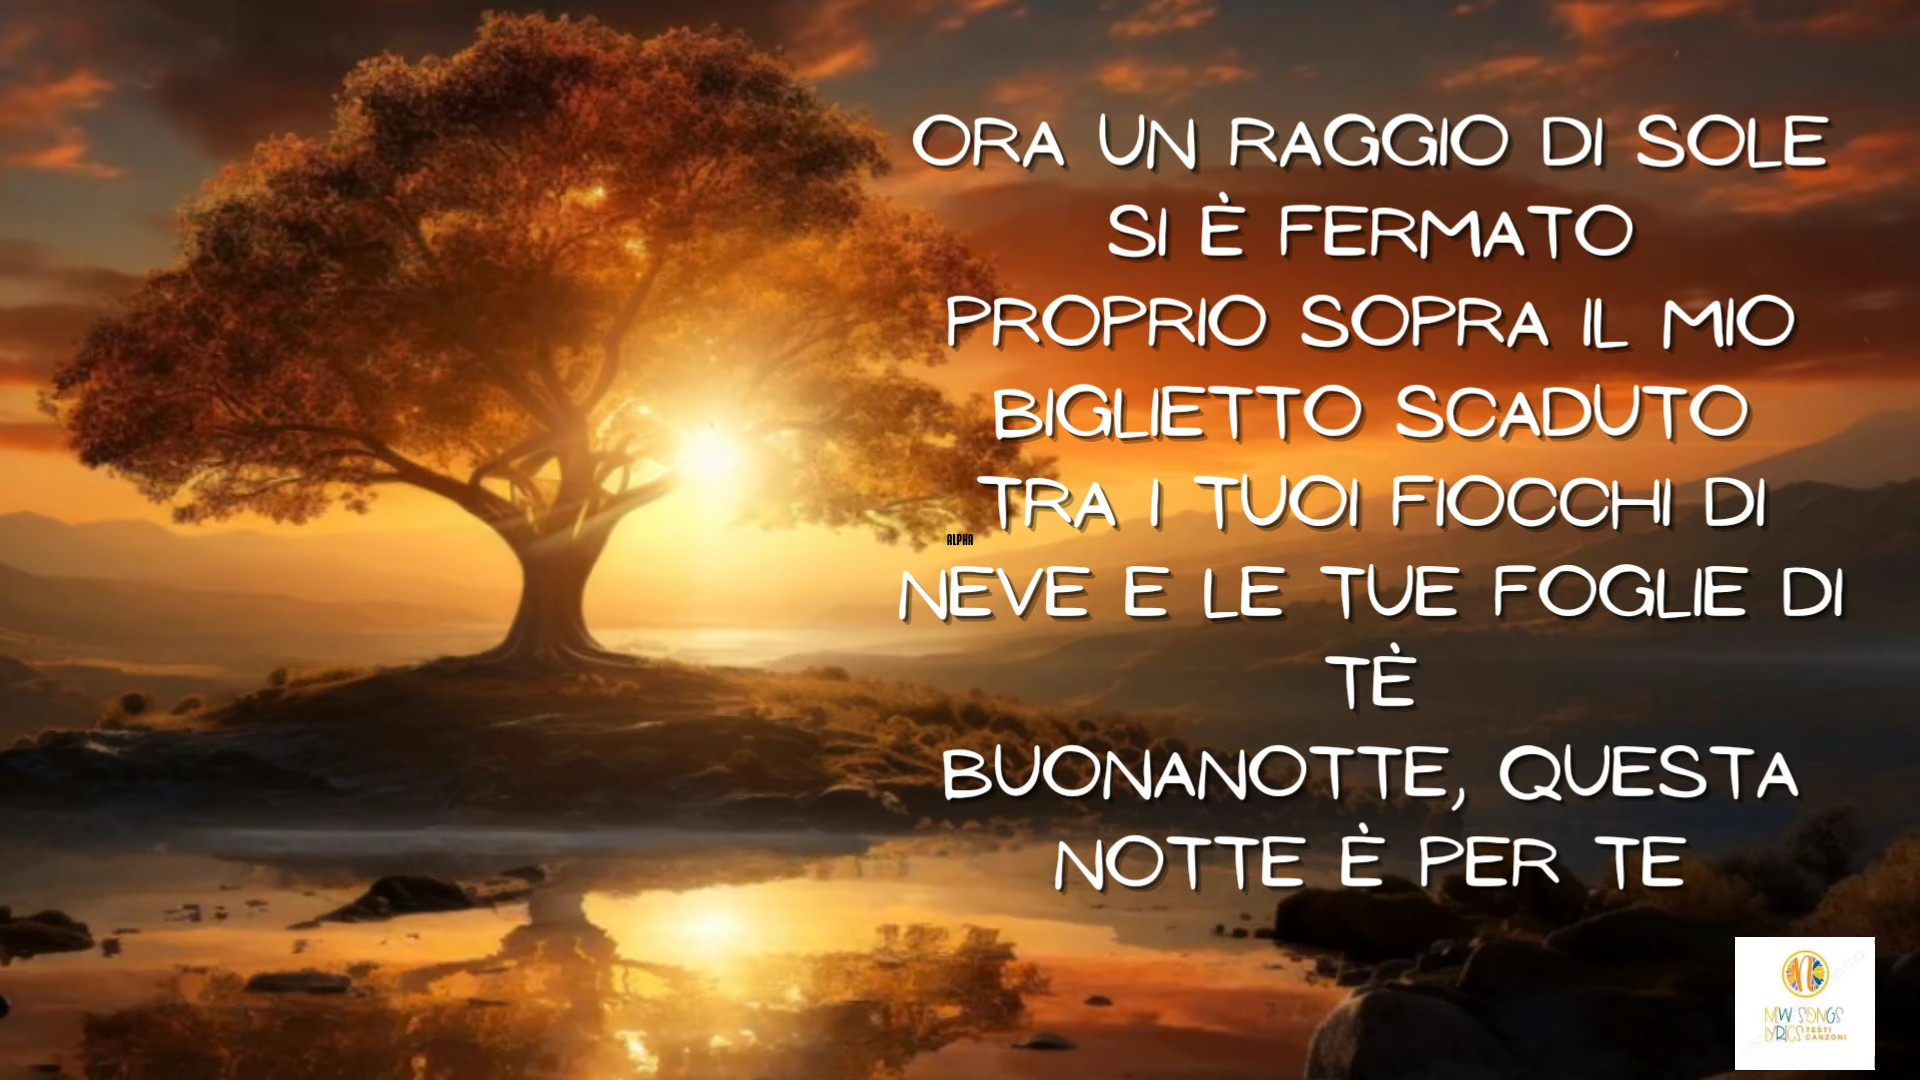 ORA UN RAGGIO DI SOLE
SI È FERMATO
PROPRIO SOPRA IL MIO
BIGLIETTO SCADUTO
TRA I TUOI FIOCCHI DI
ALPHA
NEVE E LE TUE FOGLIE DI
TÈ
BUONANOTTE, QUESTA
NOTTE È PER TE
NEW SONGS
LYRICS TESTI
CANZONI